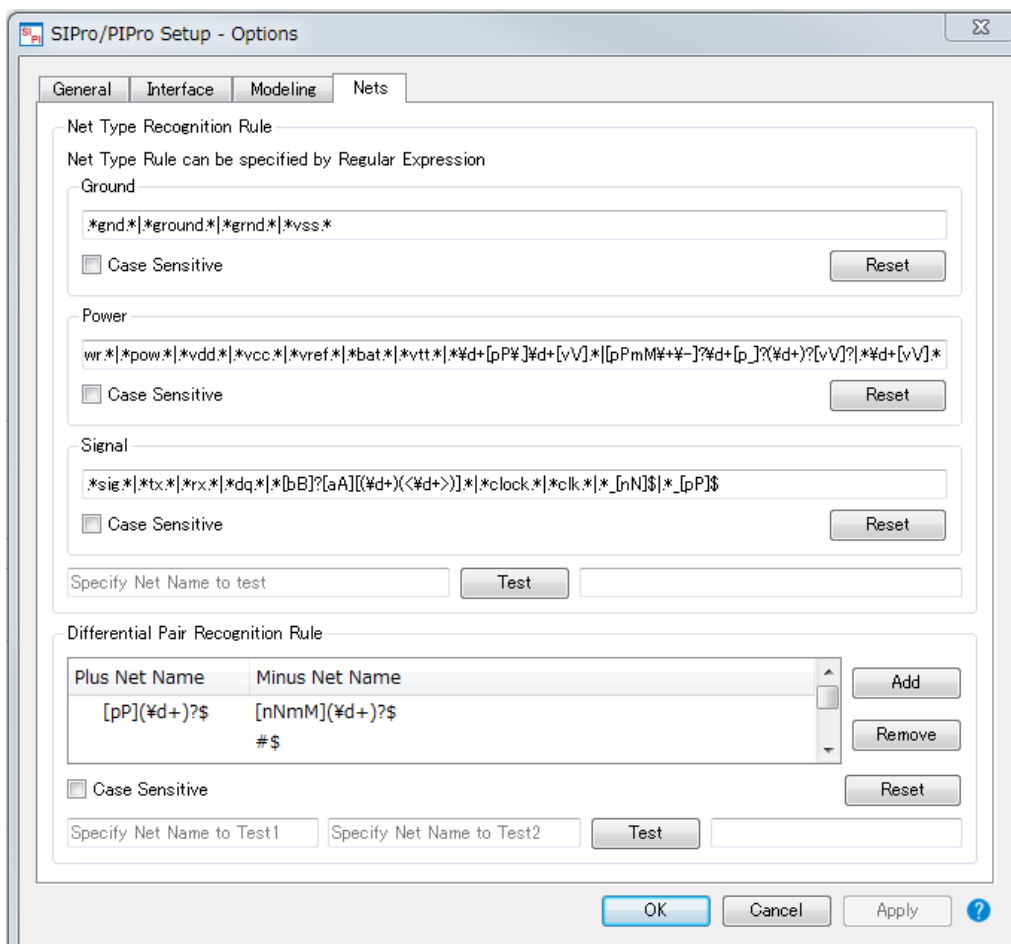 SIPro/PIPro Setup - Options
General Interface Modeling Nets
Net Type Recognition Rule
Net Type Rule can be specified by Regular Expression
Ground
.*gnd.*|.*ground.*|.*grnd.*|.*vss.*
Case Sensitive Reset
Power
wr.*|.*pow.*|.*vdd.*|.*vcc.*|.*vref.*|.*bat.*|.*vtt.*|.*¥d+[pP¥.]¥d+[vV].*|[pPmM¥+¥-]?¥d+[p_]?(¥d+)?[vV]?|.*¥d+[vV].*
Case Sensitive Reset
Signal
.*sig.*|.*tx.*|.*rx.*|.*dq.*|.*[bB]?[aA][(¥d+)(<¥d+>)].*|.*clock.*|.*clk.*|.*_[nN]$|.*_[pP]$
Case Sensitive Reset
Specify Net Name to test Test
Differential Pair Recognition Rule
Plus Net Name Minus Net Name Add
[pP](¥d+)?$ [nNmM](¥d+)?$
#$ Remove
Case Sensitive Reset
Specify Net Name to Test1 Specify Net Name to Test2 Test
OK Cancel Apply ?